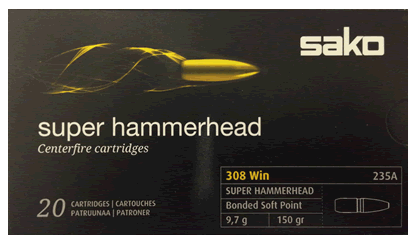 sako
super hammerhead
Centerfire cartridges
308 Win 235A
SUPER HAMMERHEAD
Bonded Soft Point
9,7 g 150 gr
20 CARTRIDGES | CARTOUCHES
PATRUUNAA | PATRONER